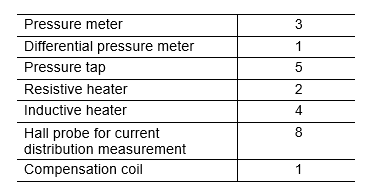 Pressure meter 3
Differential pressure meter 1
Pressure tap 5
Resistive heater 2
Inductive heater 4
Hall probe for current 8
distribution measurement
Compensation coil 1